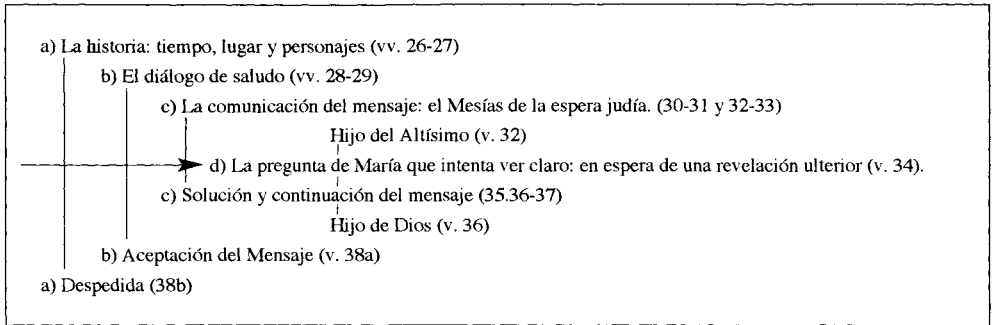 a) La historia: tiempo, lugar y personajes (vv. 26-27)
b) El diálogo de saludo (vv. 28-29)
c) La comunicación del mensaje: el Mesías de la espera judía. (30-31 y 32-33)
Hijo del Altísimo (v. 32)
d) La pregunta de María que intenta ver claro: en espera de una revelación ulterior (v. 34).
c) Solución y continuación del mensaje (35.36-37)
Hijo de Dios (v. 36)
b) Aceptación del Mensaje (v. 38a)
a) Despedida (38b)